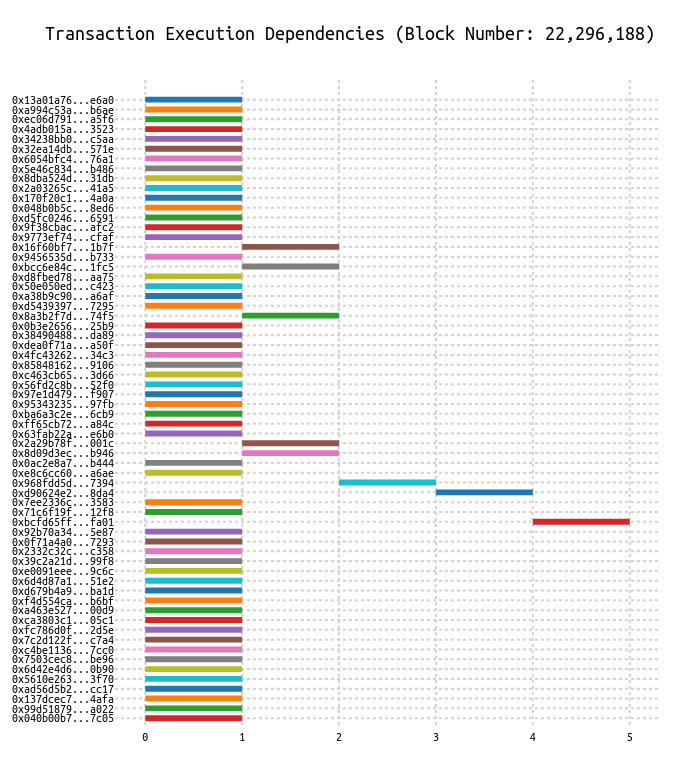 Transaction Execution Dependencies (Block Number: 22,296,188)
0x13a01a76...e6a0
0xa994c53a...b6ae
0xec06d791...a5f6
0x4adb015a...3523
0x34238bb0...c5aa
0x32ea14db...571e
0x6054bfc4...76a1
0x5e46c834...b486
0x8dba524d...31db
0x2a03265c...41a5
0x170f20c1...4a0a
0x048b0b5c...8ed6
0xd5fc0246...6591
0x9f38cbac...afc2
0x9773ef74...cfaf
0x16f60bf7...1b7f
0x9456535d...b733
0xbcc6e84c...1fc5
0xd8fbed78...aa75
0x50e050ed...c423
0xa38b9c90...a6af
0xd5439397...7295
0x8a3b2f7d...74f5
0x0b3e2656...25b9
0x38490488...da89
0xdea0f71a...a50f
0x4fc43262...34c3
0x85848162...9106
0xc463cb65...3d66
0x56fd2c8b...52f0
0x97e1d479...f907
0x95343235...97fb
0xba6a3c2e...6cb9
0xff65cb72...a84c
0x63fab22a...e6b0
0x2a29b78f...001c
0x8d09d3ec...b946
0x0ac2e8a7...b444
0xe8c6cc60...a6ae
0x968fdd5d...7394
0xd90624e2...8da4
0x7ee2336c...3583
0x71c6f19f...12f8
0xbcfd65ff...fa01
0x92b70a34...5e87
0x0f71a4a0...7293
0x2332c32c...c358
0x39c2a21d...99f8
0xe0091eee...9c6c
0x6d4d87a1...51e2
0xd679b4a9...ba1d
0xf4d554ca...b6bf
0xa463e527...00d9
0xca3803c1...05c1
0xfc786d0f...2d5e
0x7c2d122f...c7a4
0xc4be1136...7cc0
0x7503cec8...be96
0x6d42e4d6...0b90
0x5610e263...3f70
0xad56d5b2...cc17
0x137dcec7...4afa
0x99d51879...a022
0x040b00b7...7c05
0 1 2 3 4 5